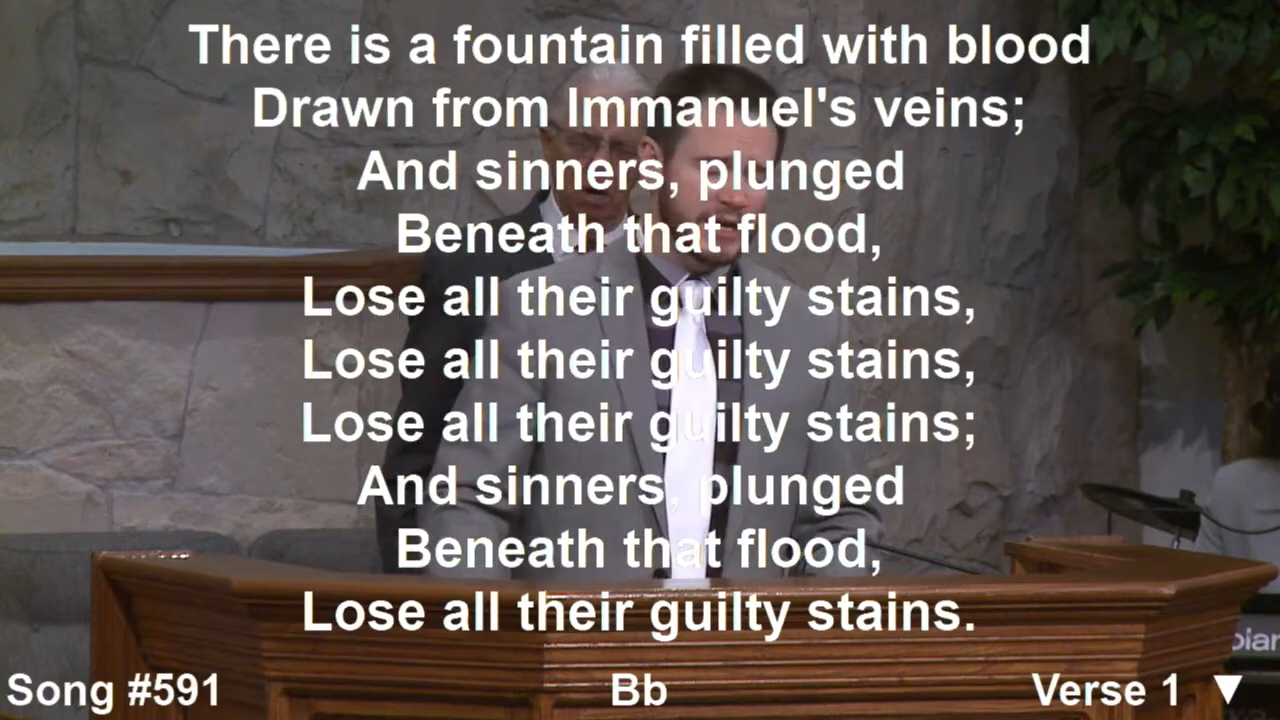 There is a fountain filled with blood
Drawn from Immanuel's veins;
And sinners, plunged
Beneath that flood,
Lose all their guilty stains,
Lose all their guilty stains,
Lose all their guilty stains;
And sinners, plunged
Beneath that flood,
Lose all their guilty stains.
Song #591 Bb Verse 1 ▼